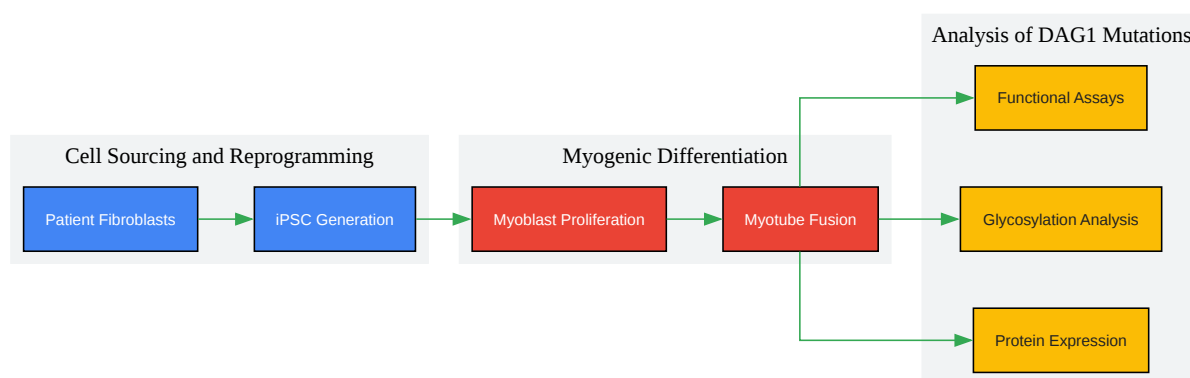 Cell Sourcing and Reprogramming
Patient Fibroblasts
iPSC Generation
Myogenic Differentiation
Myoblast Proliferation
Myotube Fusion
Analysis of DAG1 Mutations
Functional Assays
Glycosylation Analysis
Protein Expression